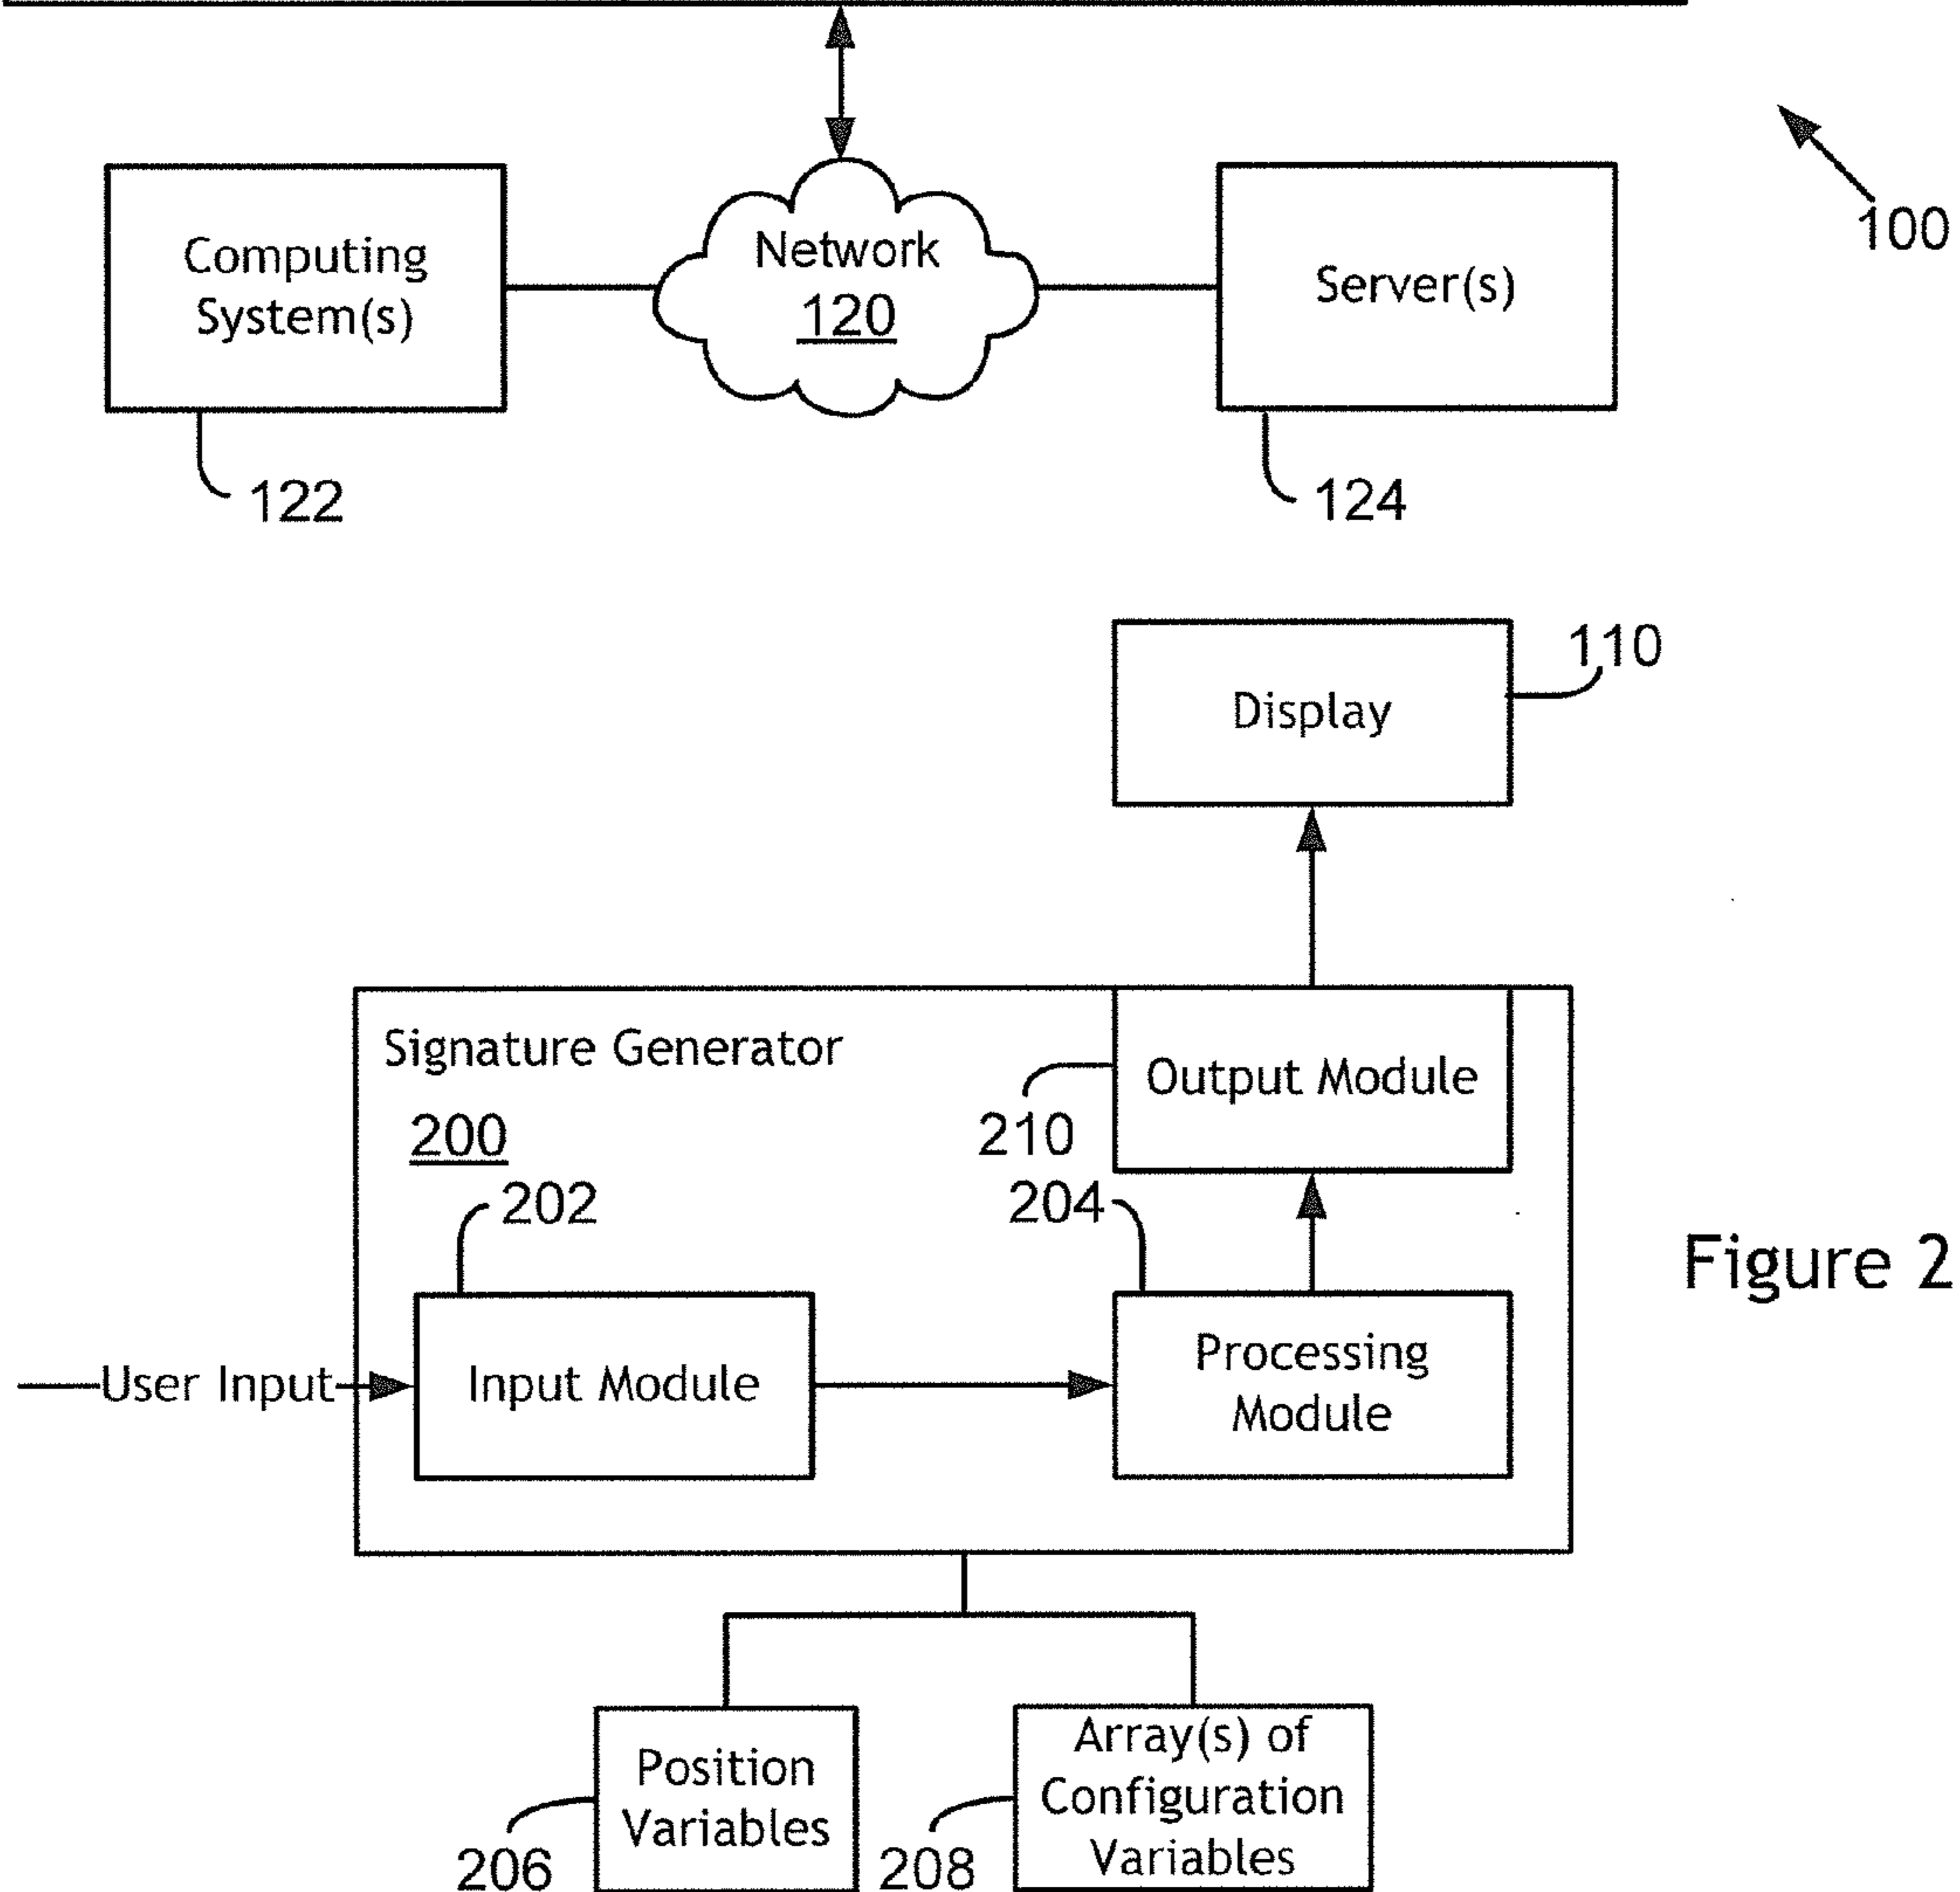 Computing
System(s)
Network
120
Server(s)
100
122
124
110
Display
Signature Generator
200
Output Module
210
202
204
Figure 2
User Input
Input Module
Processing
Module
Position
Variables
206
Array(s) of
Configuration
Variables
208